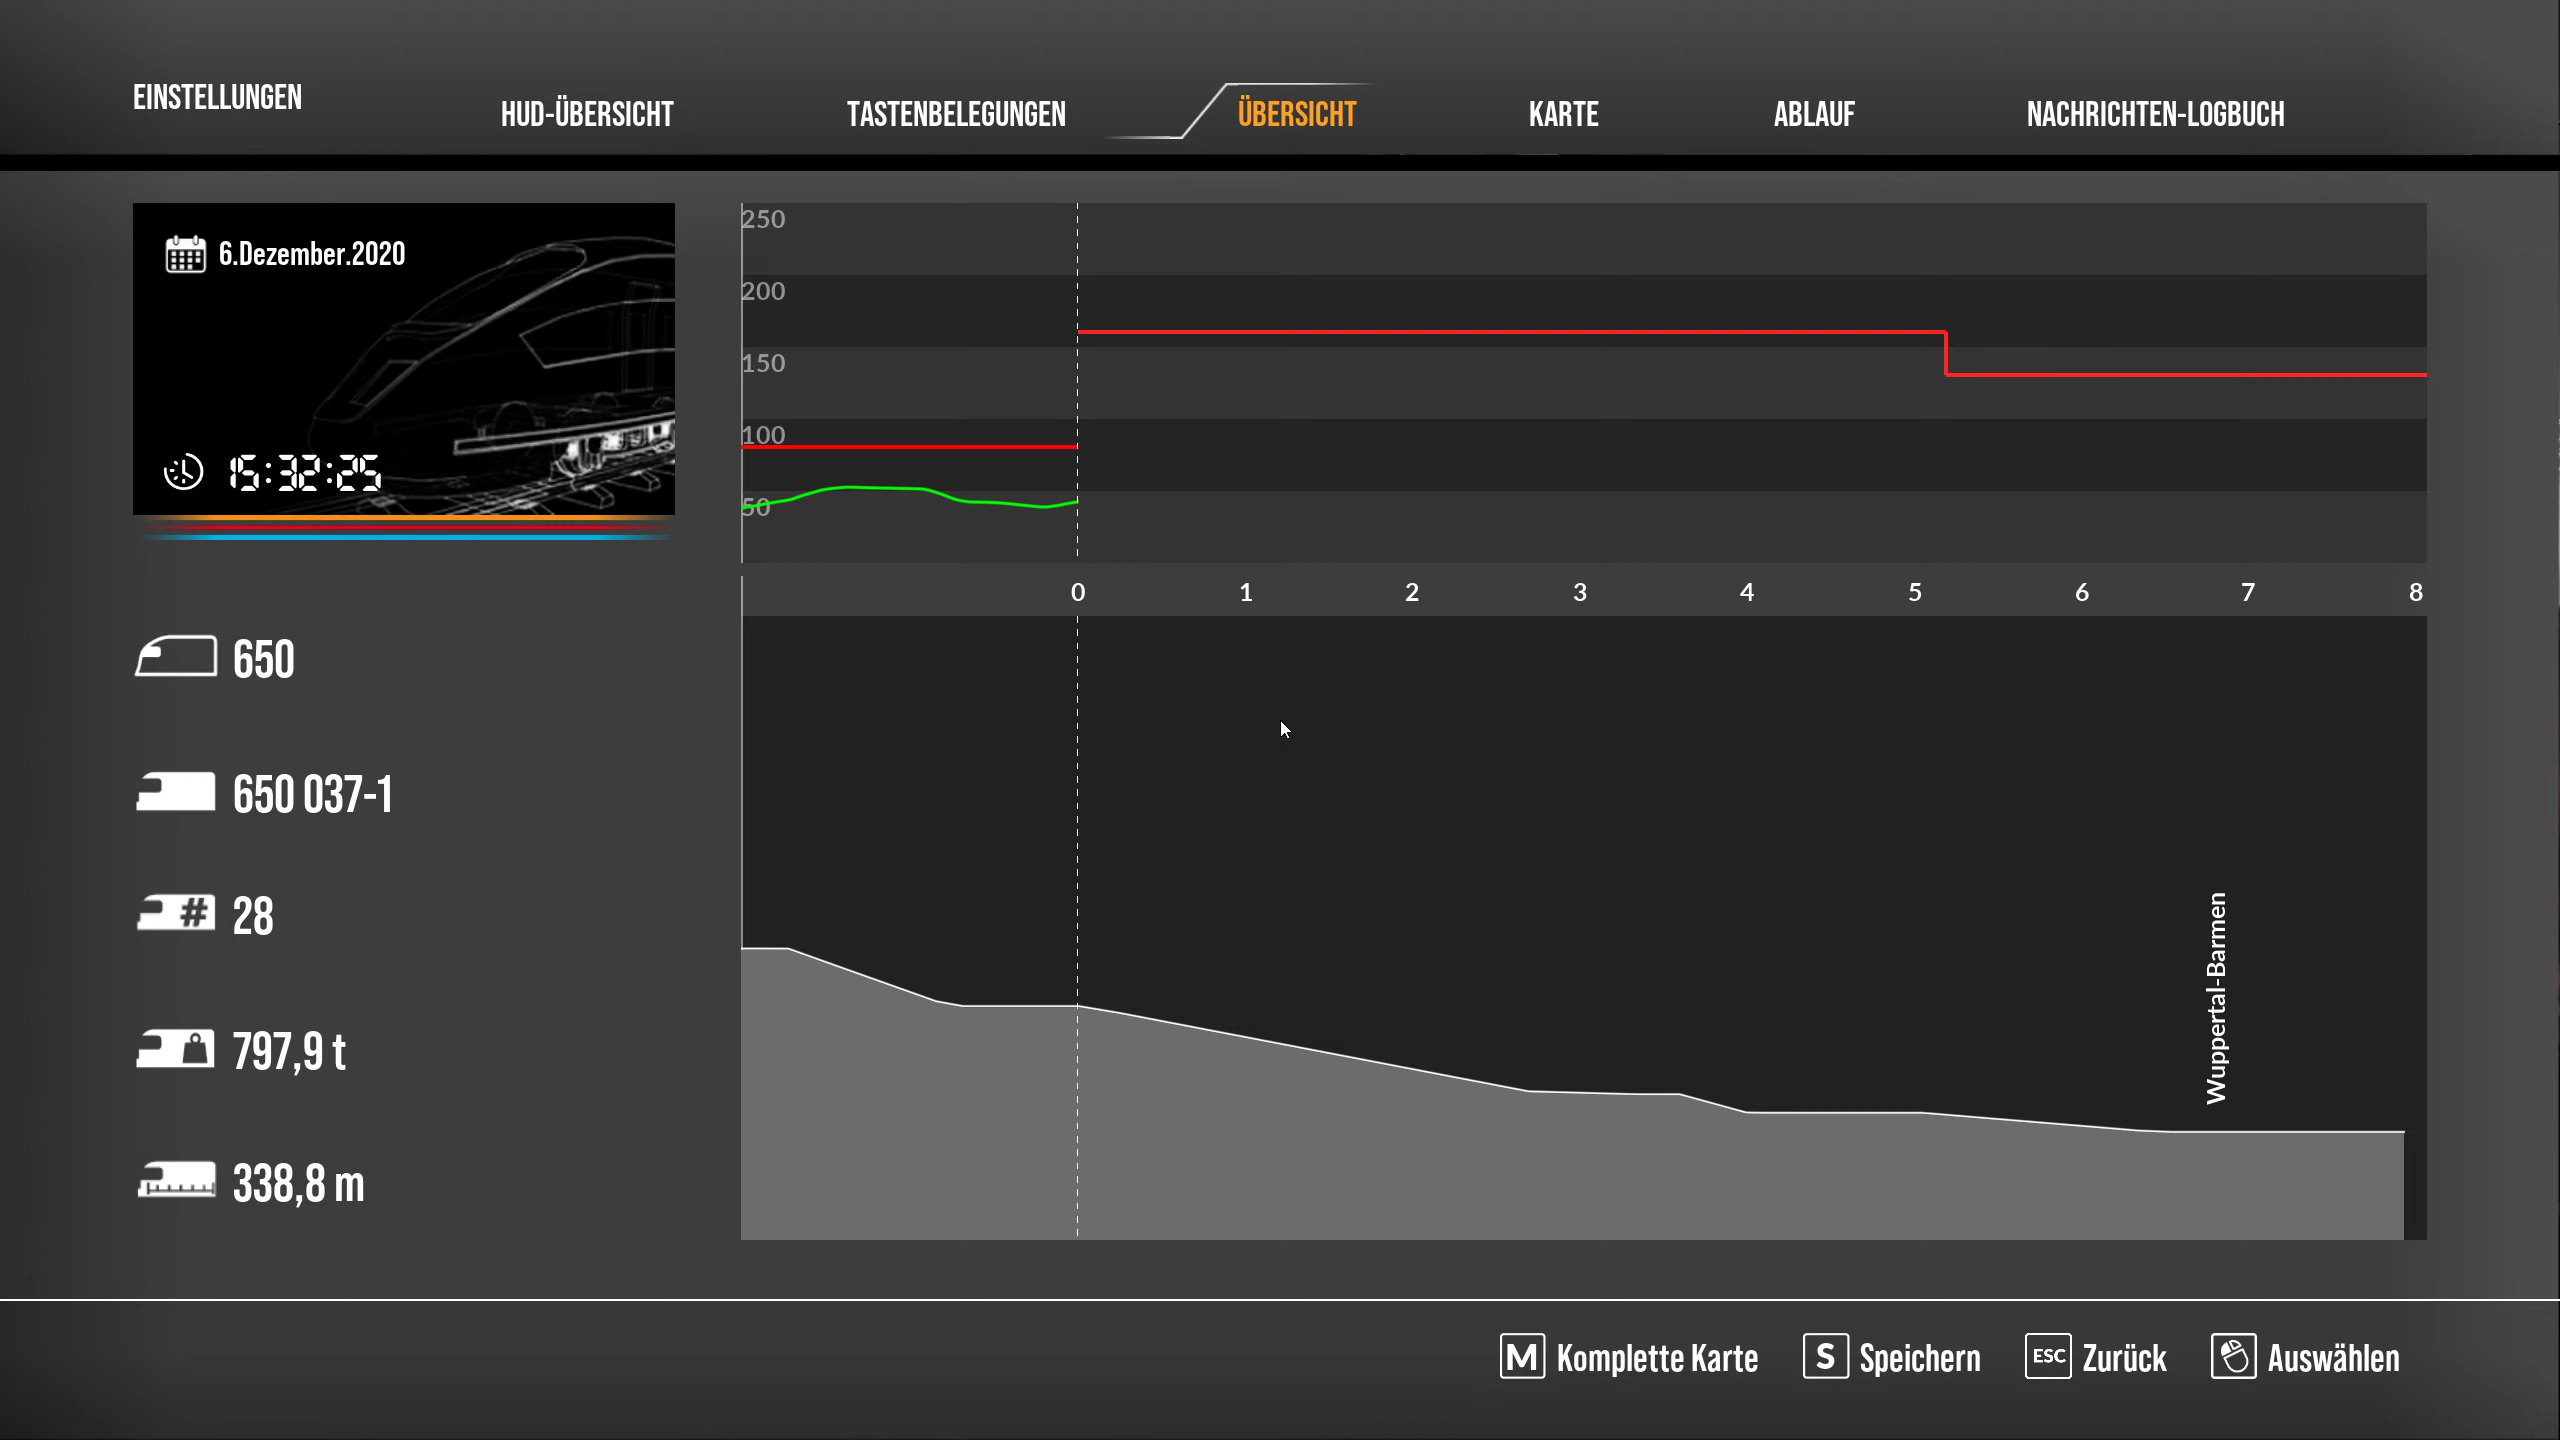 EINSTELLUNGEN
HUD-ÜBERSICHT
TASTENBELEGUNGEN
ÜBERSICHT
KARTE
ABLAUF
NACHRICHTEN-LOGBUCH
6.Dezember.2020
15:32:25
650
650 037-1
# 28
797,9 t
338,8 m
250
200
150
100
50
0 1 2 3 4 5 6 7 8
Wuppertal-Barmen
M Komplette Karte
S Speichern
ESC Zurück
Auswählen